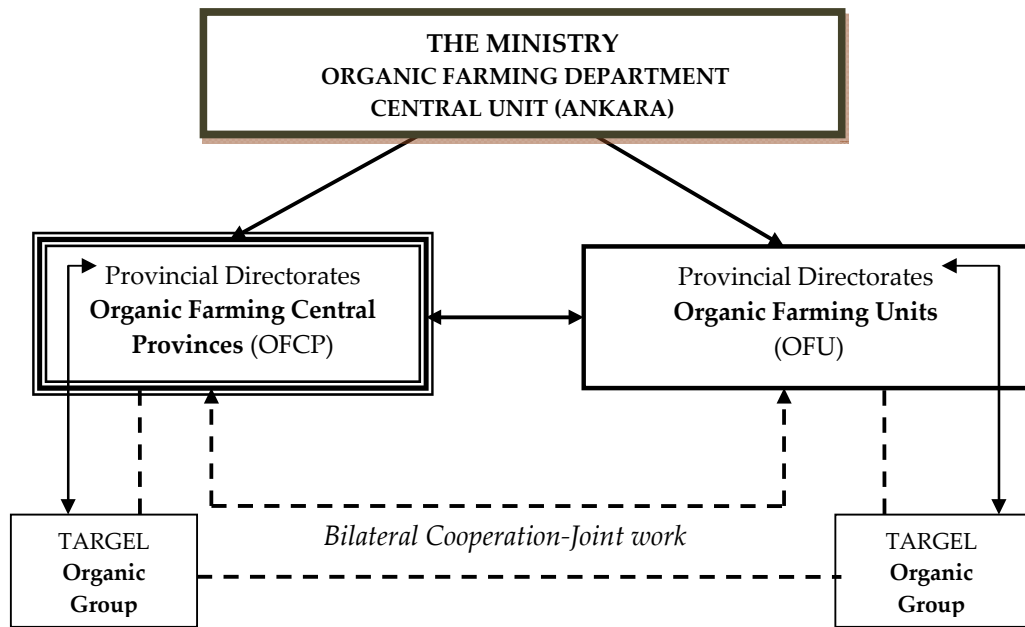 THE MINISTRY
ORGANIC FARMING DEPARTMENT
CENTRAL UNIT (ANKARA)
Provincial Directorates
Organic Farming Central
Provinces (OFCP)
Provincial Directorates
Organic Farming Units
(OFU)
Bilateral Cooperation-Joint work
TARGEL
Organic
Group
TARGEL
Organic
Group